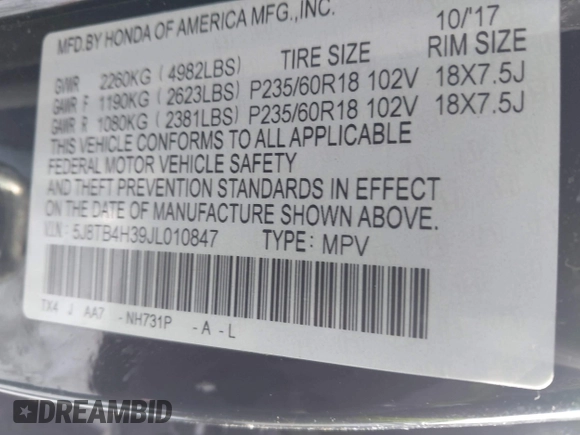 MFD.BY HONDA OF AMERICA MFG.,INC. 10/'17
TIRE SIZE RIM SIZE
GVWR 2260KG ( 4982LBS)
GAWR F 1190KG ( 2623LBS) P235/60R18 102V 18X7.5J
GAWR R 1080KG ( 2381LBS) P235/60R18 102V 18X7.5J
THIS VEHICLE CONFORMS TO ALL APPLICABLE
FEDERAL MOTOR VEHICLE SAFETY
AND THEFT PREVENTION STANDARDS IN EFFECT
ON THE DATE OF MANUFACTURE SHOWN ABOVE.
V.I.N.: 5J8TB4H39JL010847 TYPE: MPV
TX4 J AA7 -NH731P -A-L
DREAMBID